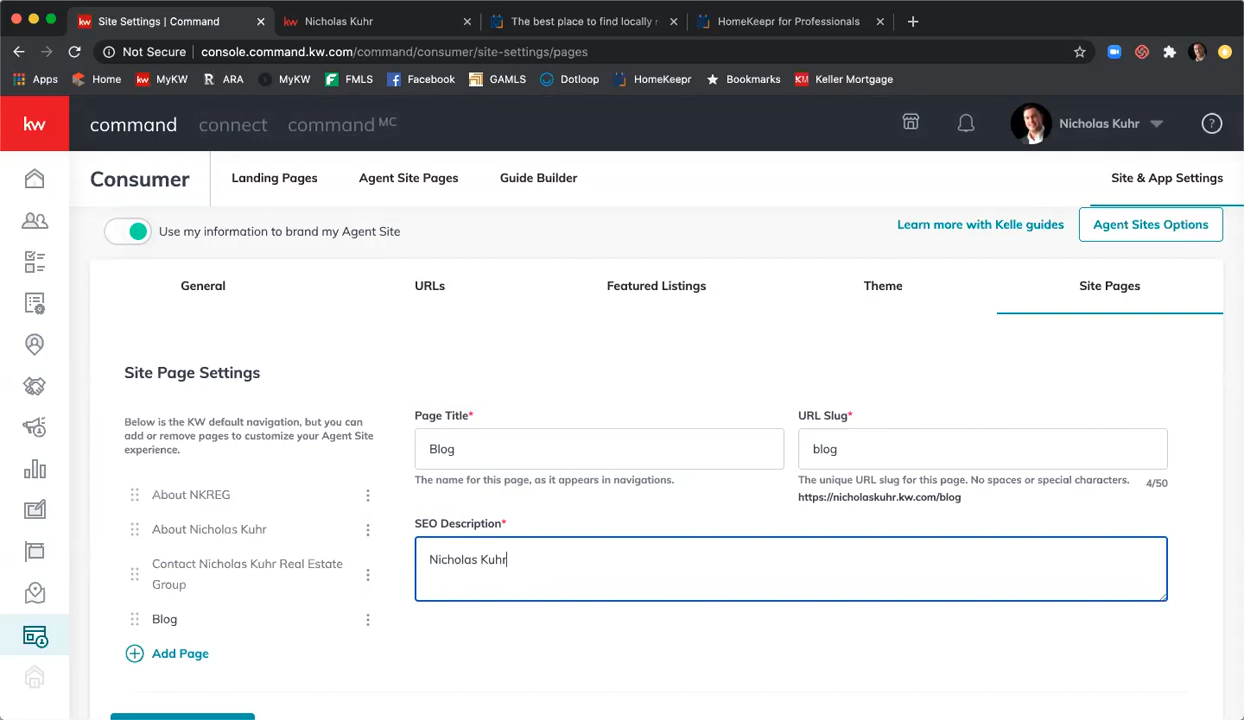 Site Settings | Command
kw Nicholas Kuhr
The best place to find locally r
HomeKeepr for Professionals
Not Secure
console.command.kw.com/command/consumer/site-settings/pages
Apps
Home
kw MyKW
R ARA
MyKW
FMLS
Facebook
GAMLS
Dotloop
HomeKeepr
Bookmarks
KM Keller Mortgage
kw
command
connect
command MC
Nicholas Kuhr
?
Consumer
Landing Pages
Agent Site Pages
Guide Builder
Site & App Settings
Use my information to brand my Agent Site
Learn more with Kelle guides
Agent Sites Options
General
URLs
Featured Listings
Theme
Site Pages
Site Page Settings
Below is the KW default navigation, but you can
add or remove pages to customize your Agent Site
experience.
About NKREG
About Nicholas Kuhr
Contact Nicholas Kuhr Real Estate
Group
Blog
Add Page
Page Title*
Blog
The name for this page, as it appears in navigations.
URL Slug*
blog
The unique URL slug for this page. No spaces or special characters.
4/50
https://nicholaskuhr.kw.com/blog
SEO Description*
Nicholas Kuhr